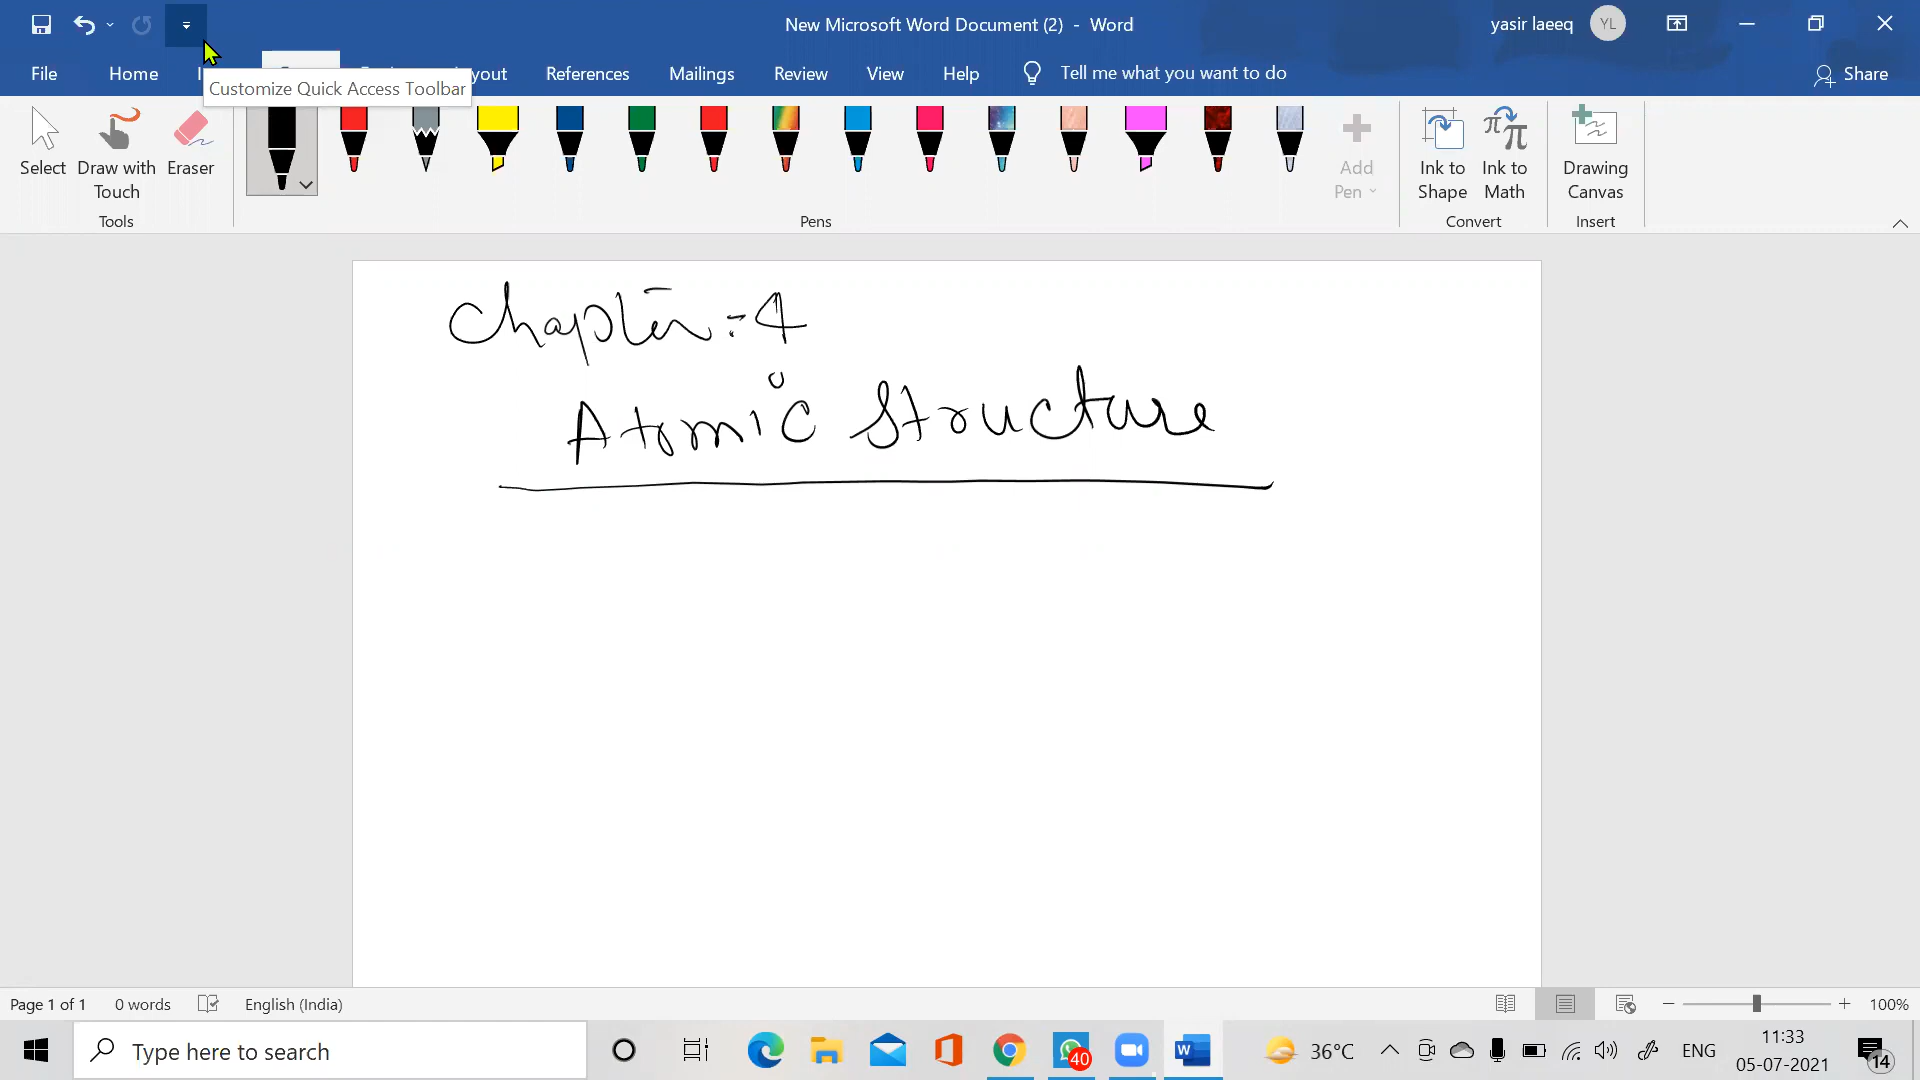 New Microsoft Word Document (2) - Word
yasir laeeq YL
File Home References Mailings Review View Help Tell me what you want to do Share
Customize Quick Access Toolbar
Select Draw with Touch Eraser
Add Pen
Ink to Shape Ink to Math
Drawing Canvas
Tools Pens Convert Insert
Chapter :- 4
Atomic Structure
Page 1 of 1 0 words English (India) 100%
Type here to search
40
36°C ENG
11:33
05-07-2021
14